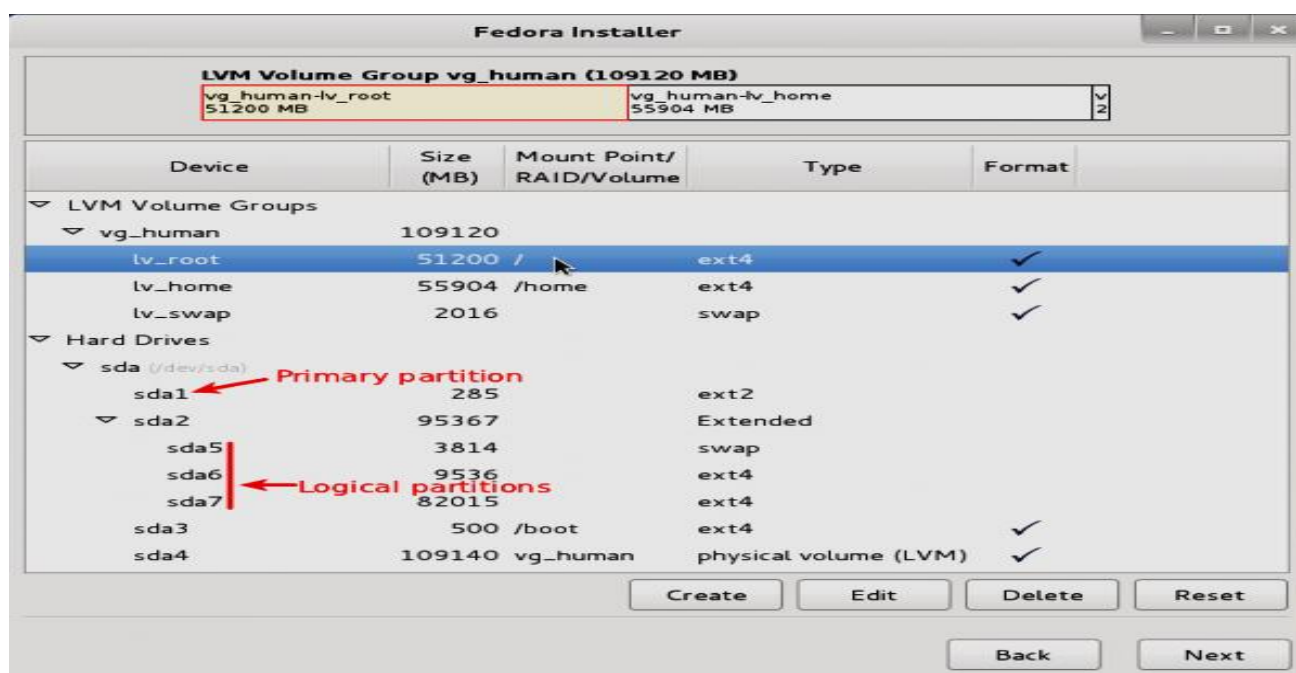 Fedora Installer
LVM Volume Group vg_human (109120 MB)
vg_human-lv_root
51200 MB
vg_human-lv_home
55904 MB
v
2
Device Size (MB) Mount Point/ RAID/Volume Type Format
LVM Volume Groups
vg_human 109120
lv_root 51200 / ext4
lv_home 55904 /home ext4
lv_swap 2016 swap
Hard Drives
sda (/dev/sda)
Primary partition
sda1 285 ext2
sda2 95367 Extended
sda5 3814 swap
sda6 9536 ext4
Logical partitions
sda7 82015 ext4
sda3 500 /boot ext4
sda4 109140 vg_human physical volume (LVM)
Create Edit Delete Reset
Back Next